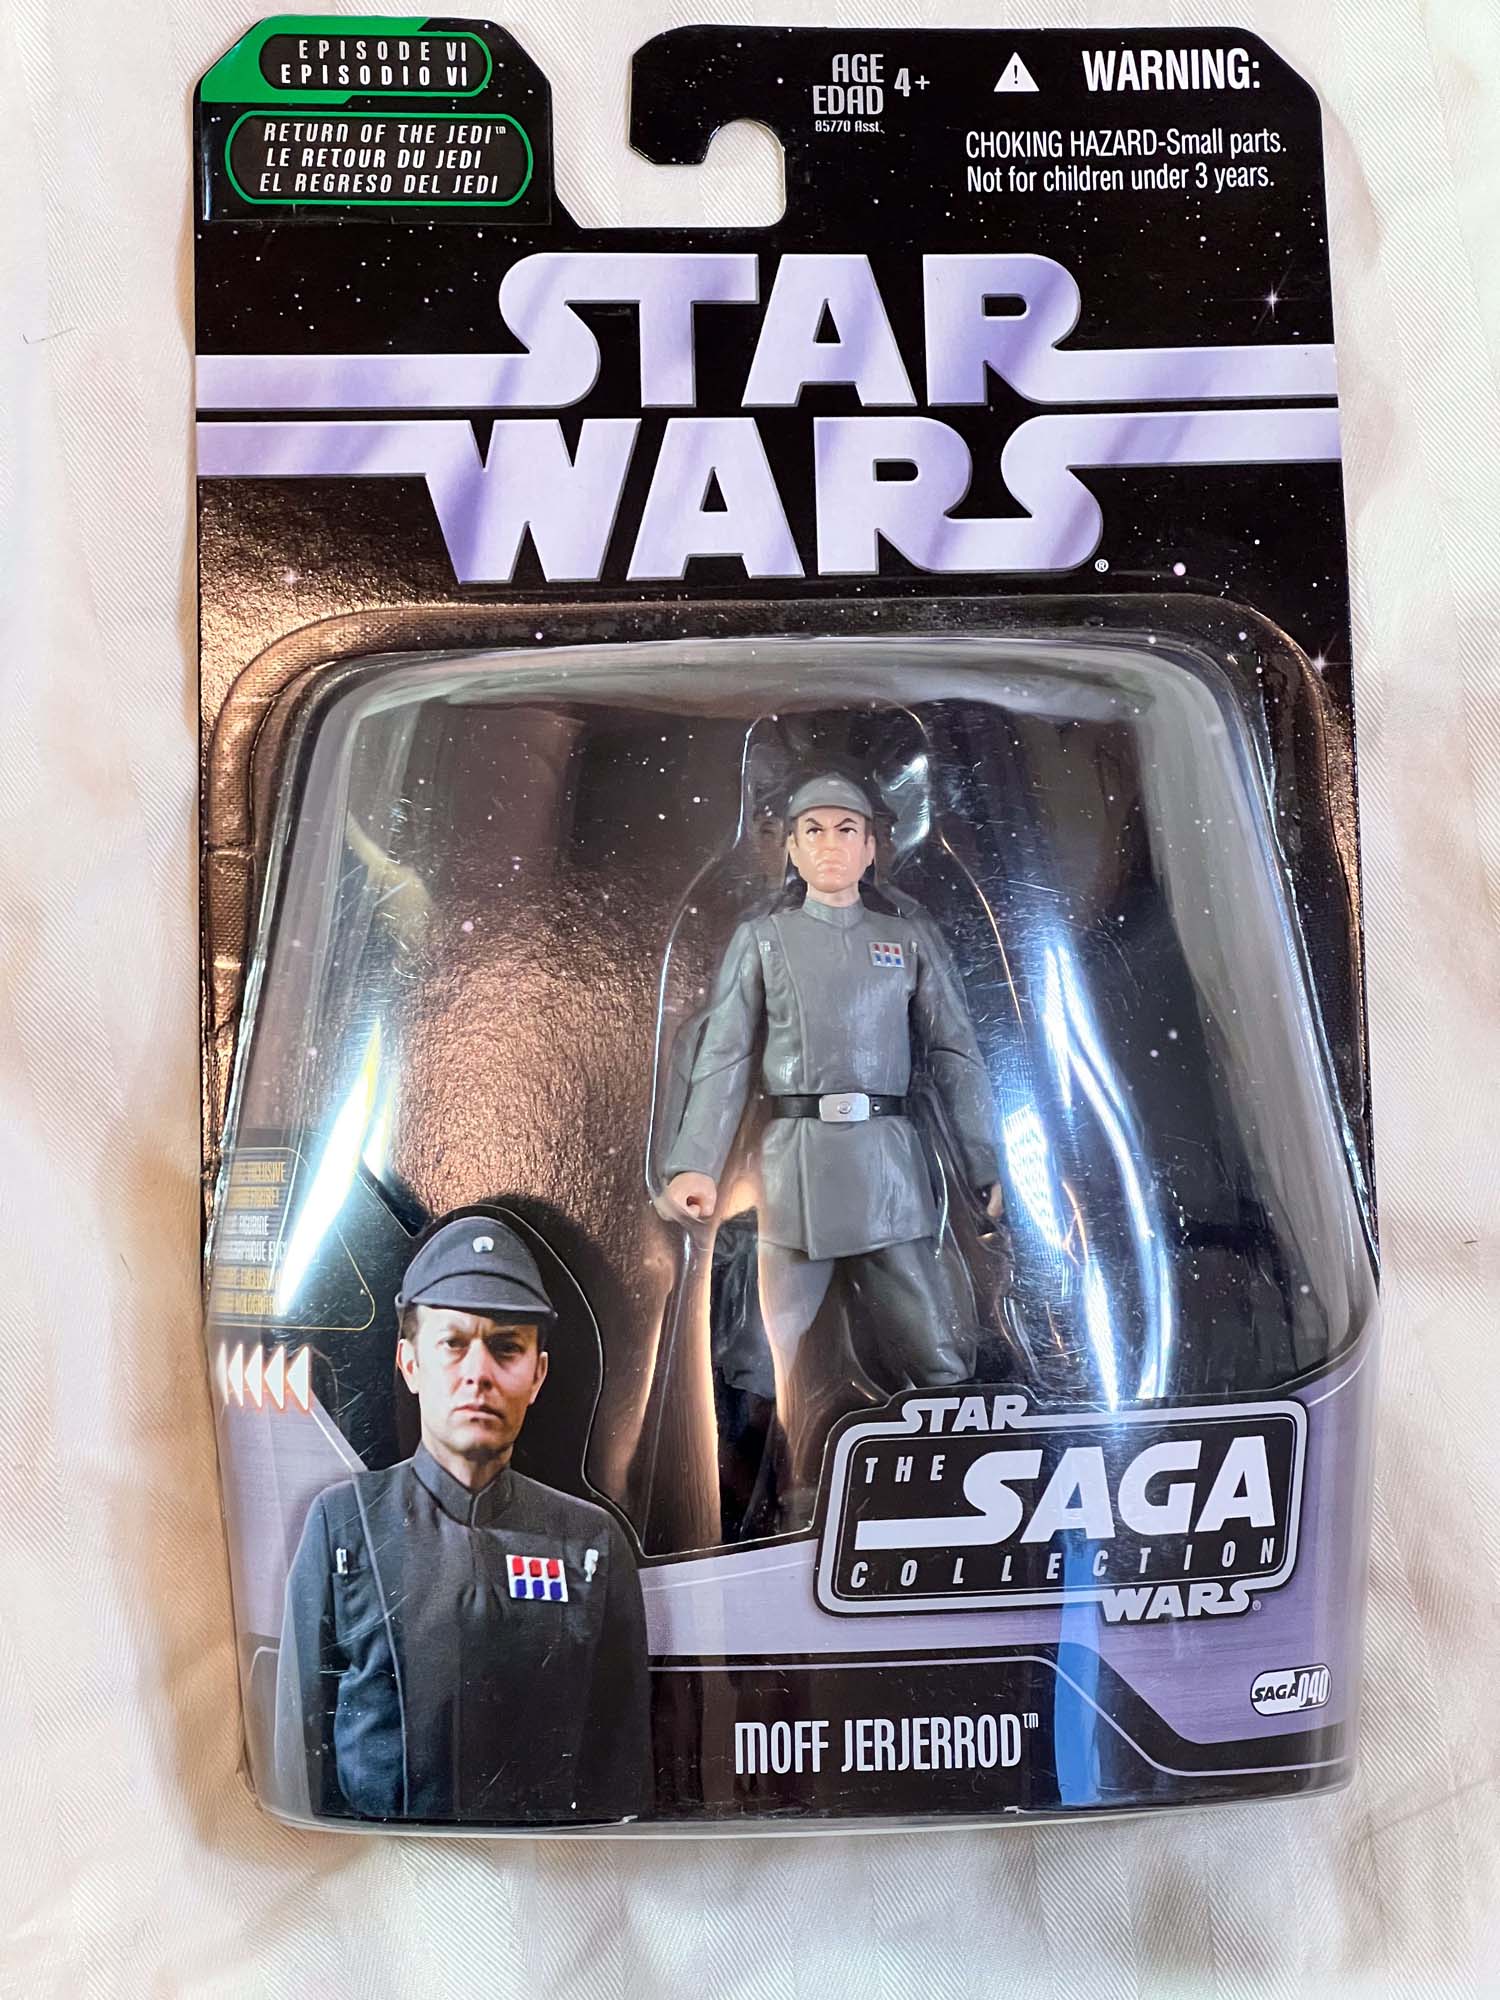 EPISODE VI
EPISODIO VI
RETURN OF THE JEDI™
LE RETOUR DU JEDI
EL REGRESO DEL JEDI
AGE
EDAD
4+
85770 Asst.
WARNING:
CHOKING HAZARD-Small parts.
Not for children under 3 years.
STAR
WARS®
STAR
THE
SAGA
COLLECTION
WARS®
SAGA 040
MOFF JERJERROD™